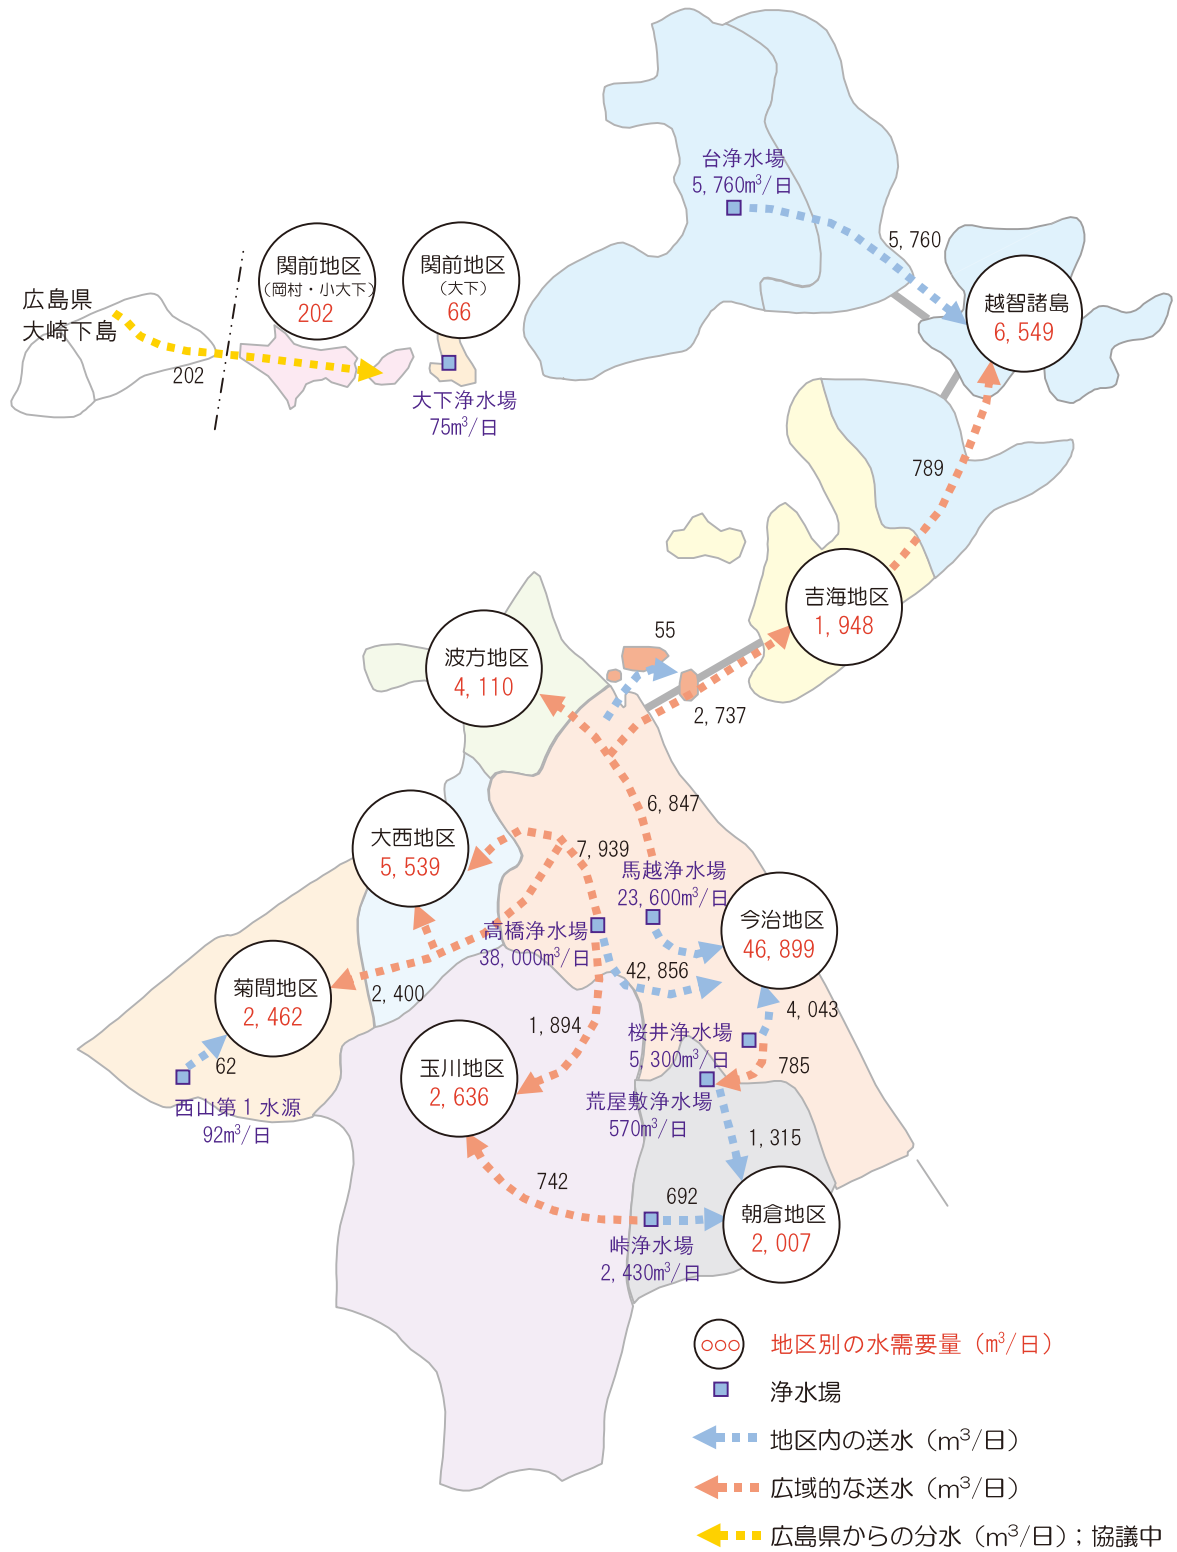 台浄水場
5,760m³/日
5,760
越智諸島
6,549
関前地区
(岡村・小大下)
202
関前地区
(大下)
66
広島県
大崎下島
202
大下浄水場
75m³/日
789
吉海地区
1,948
55
2,737
波方地区
4,110
6,847
大西地区
5,539
7,939
馬越浄水場
23,600m³/日
高橋浄水場
38,000m³/日
今治地区
46,899
42,856
菊間地区
2,462
2,400
4,043
1,894
桜井浄水場
5,300m³/日
785
62
西山第1水源
92m³/日
玉川地区
2,636
荒屋敷浄水場
570m³/日
1,315
742
692
朝倉地区
2,007
峠浄水場
2,430m³/日
○○○ 地区別の水需要量(m³/日)
浄水場
地区内の送水(m³/日)
広域的な送水(m³/日)
広島県からの分水(m³/日);協議中